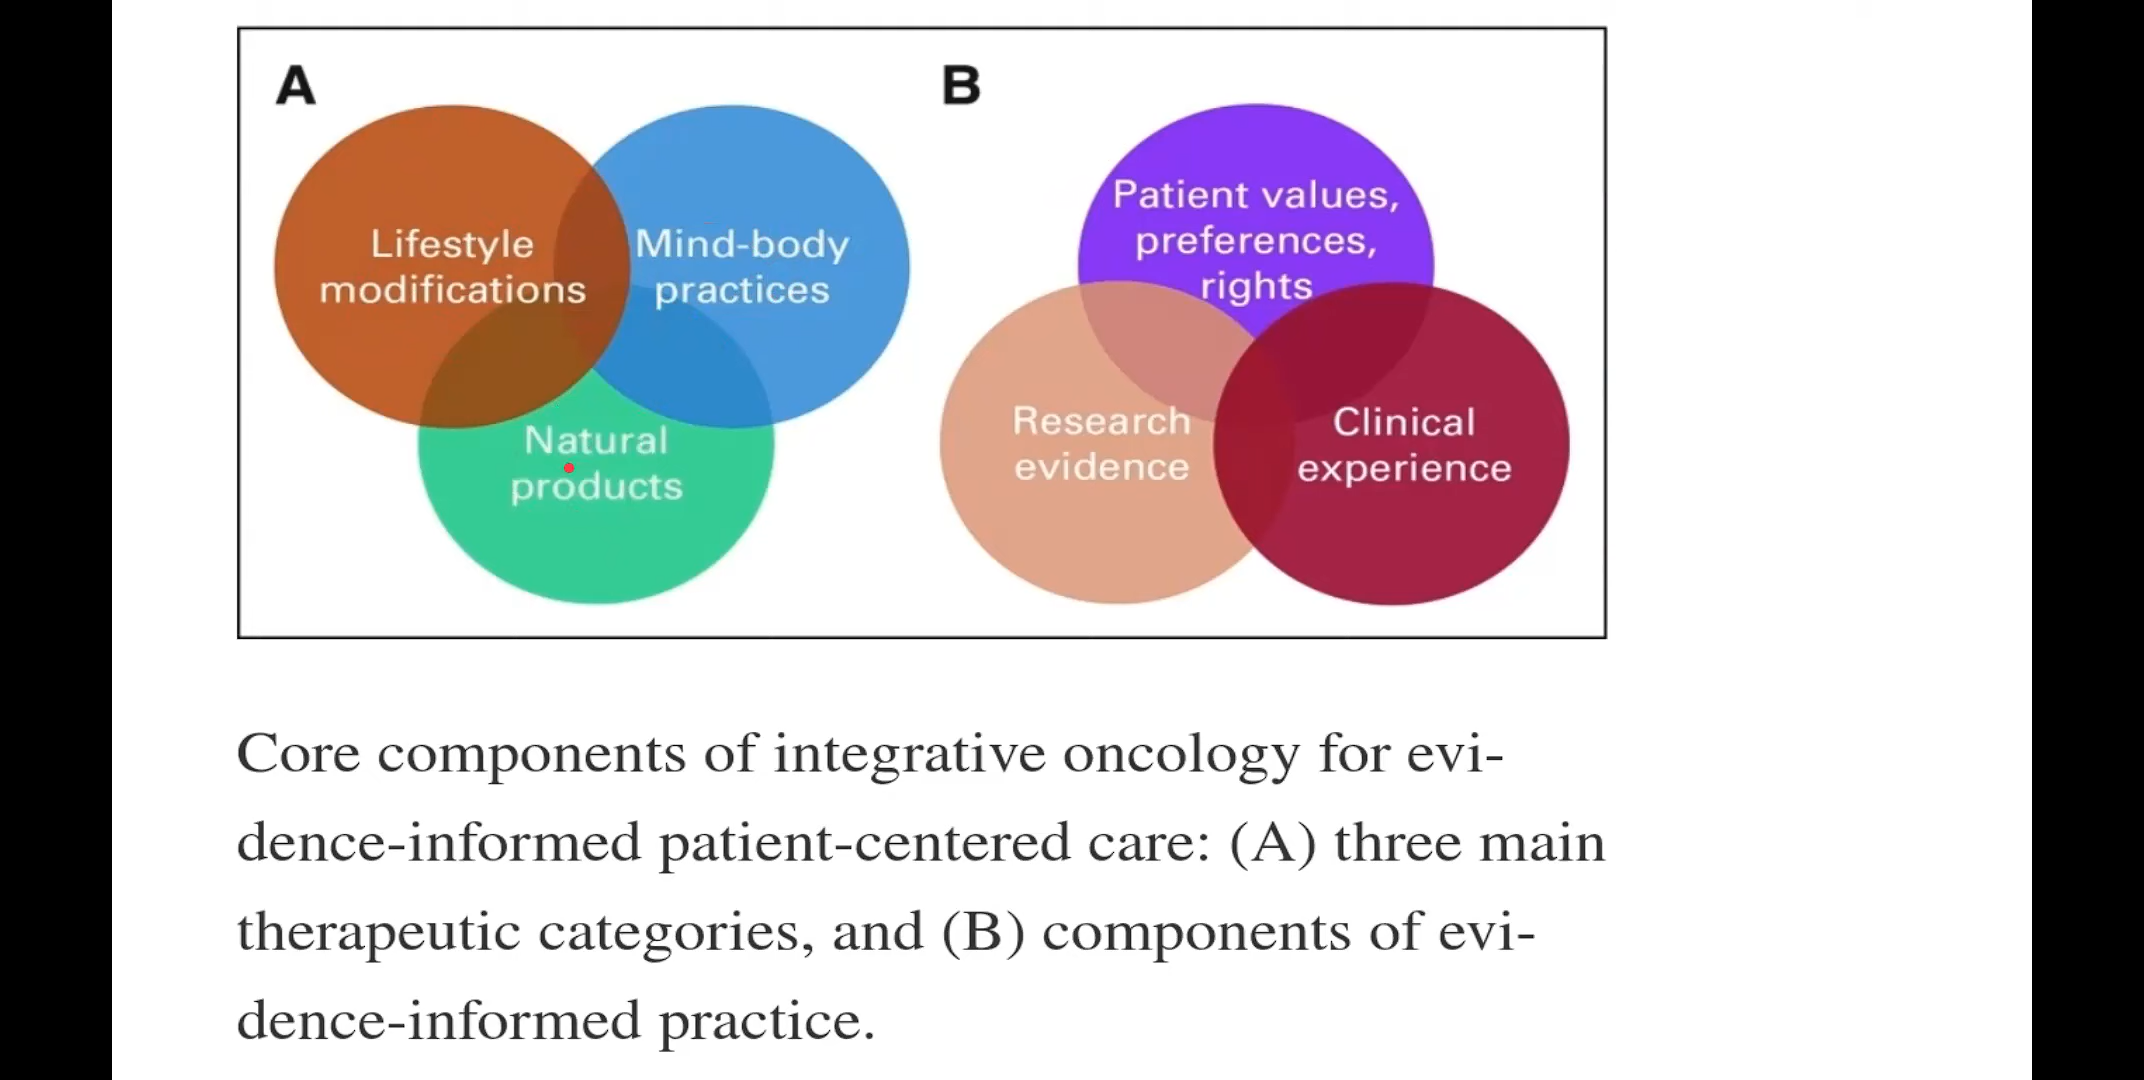 A
Lifestyle
modifications
Mind-body
practices
Natural
products
B
Patient values,
preferences,
rights
Research
evidence
Clinical
experience
Core components of integrative oncology for evi-
dence-informed patient-centered care: (A) three main
therapeutic categories, and (B) components of evi-
dence-informed practice.